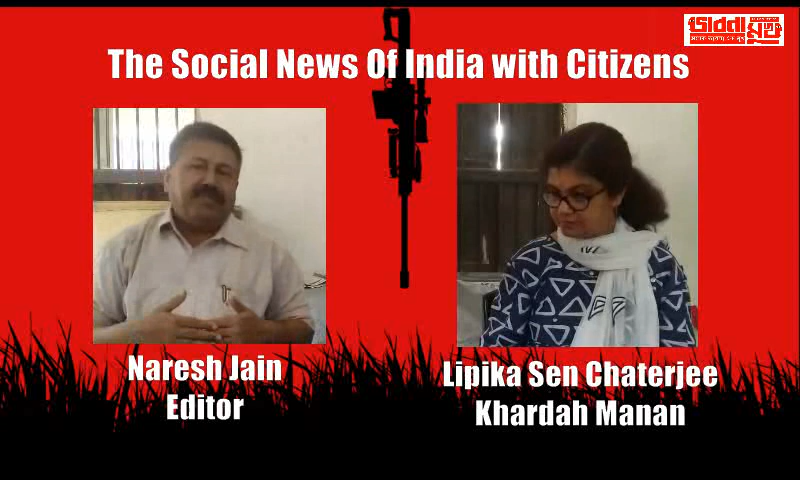 The Social News Of India with Citizens
মুক্ত
Naresh Jain
Editor
Lipika Sen Chaterjee
Khardah Manan